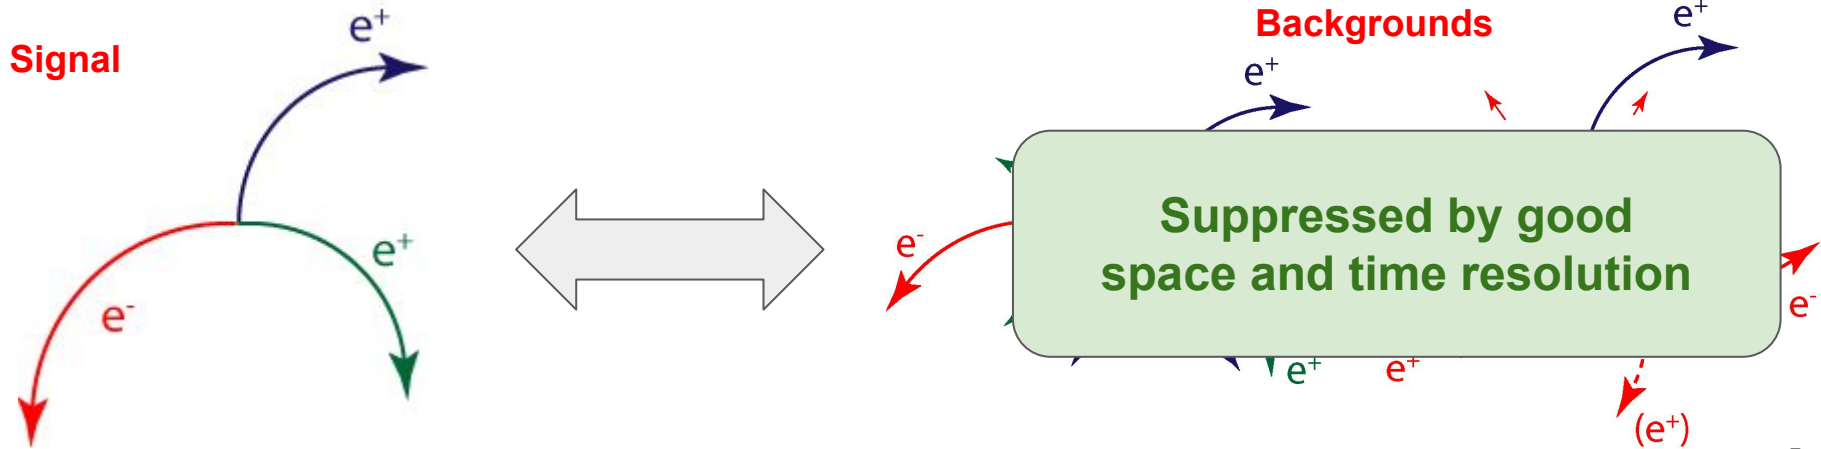 Signal
e⁺
e⁺
e⁻
Backgrounds
e⁺
e⁺
e⁻
Suppressed by good
space and time resolution
e⁻
e⁺
e⁺
(e⁺)